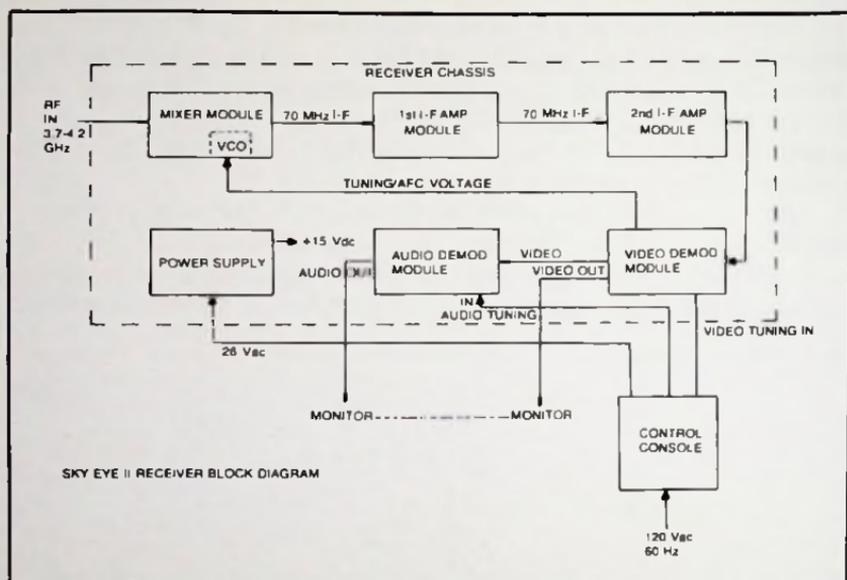 RECEIVER CHASSIS
RF
IN
3.7-4.2
GHz
MIXER MODULE
VCO
70 MHz I-F
1st I-F AMP
MODULE
70 MHz I-F
2nd I-F AMP
MODULE
TUNING/AFC VOLTAGE
POWER SUPPLY
+15 Vdc
AUDIO DEMOD
MODULE
VIDEO
VIDEO OUT
VIDEO DEMOD
MODULE
AUDIO OUT
IN
AUDIO TUNING
VIDEO TUNING IN
26 Vac
MONITOR
MONITOR
CONTROL
CONSOLE
SKY EYE II RECEIVER BLOCK DIAGRAM
120 Vac
60 Hz